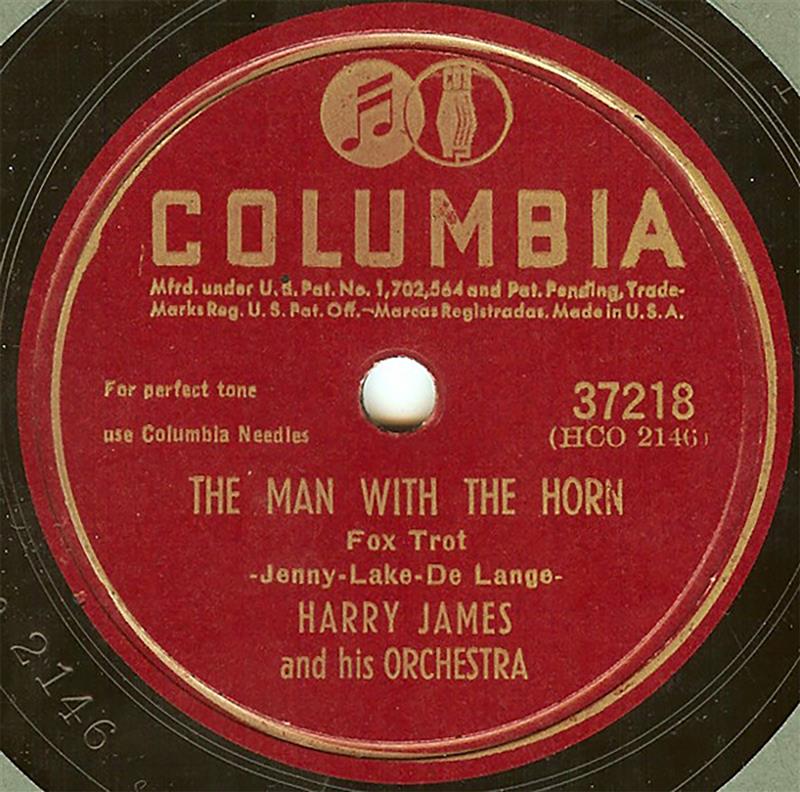 CBS
COLUMBIA
Mfrd. under U.S. Pat. No. 1,702,564 and Pat. Pending, Trade-
Marks Reg. U. S. Pat. Off.—Marcas Registradas. Made in U.S.A.
For perfect tone
use Columbia Needles
37218
(HCO 2146)
THE MAN WITH THE HORN
Fox Trot
-Jenny-Lake-De Lange-
HARRY JAMES
and his ORCHESTRA
2146